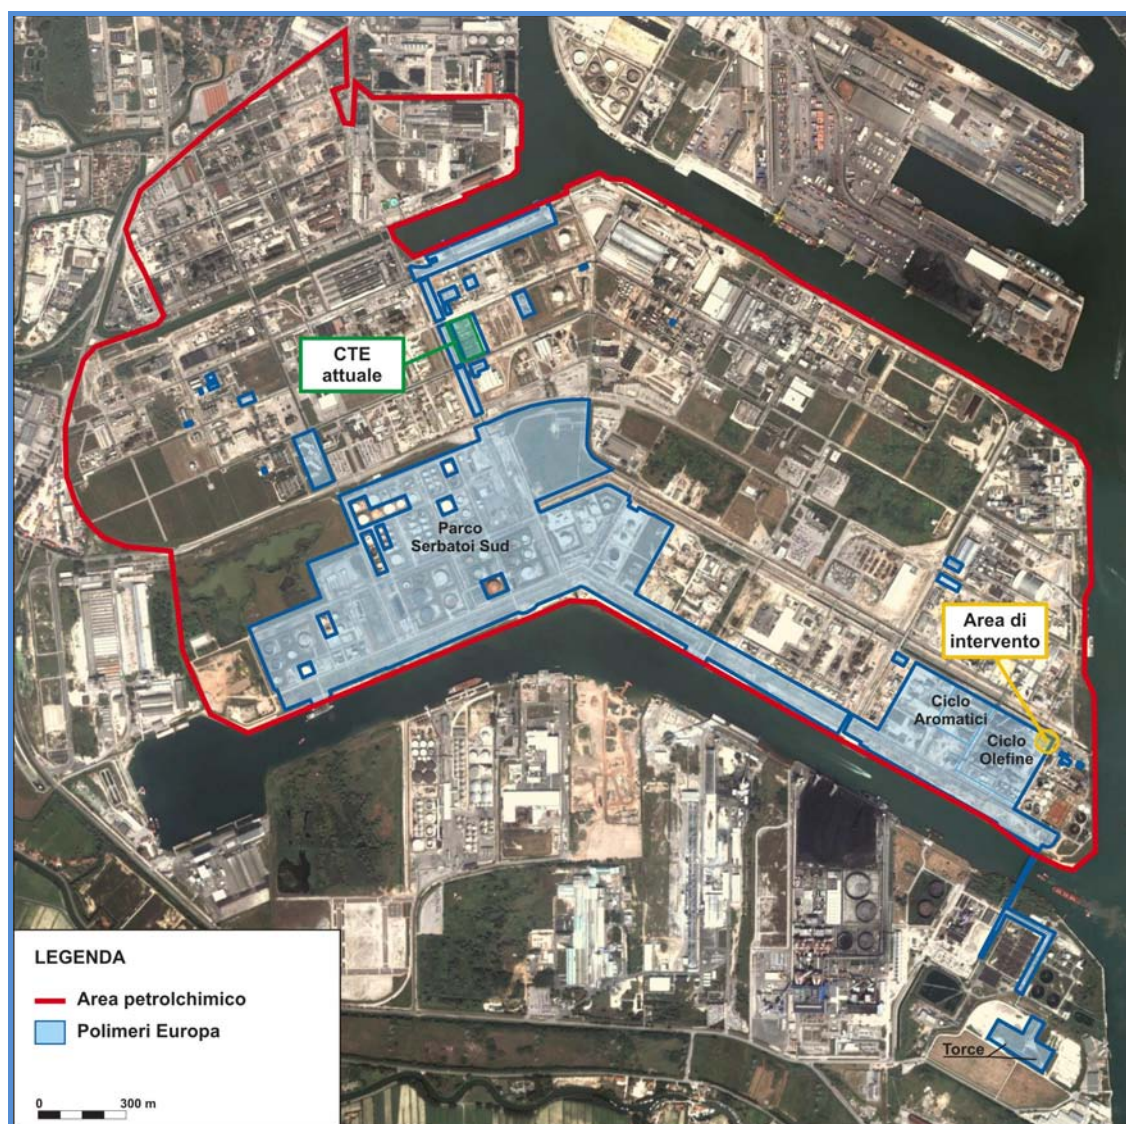 CTE
attuale
Parco
Serbatoi Sud
Area di
intervento
Ciclo
Aromatici
Ciclo
Olefine
Torce
LEGENDA
Area petrolchimico
Polimeri Europa
0 300 m